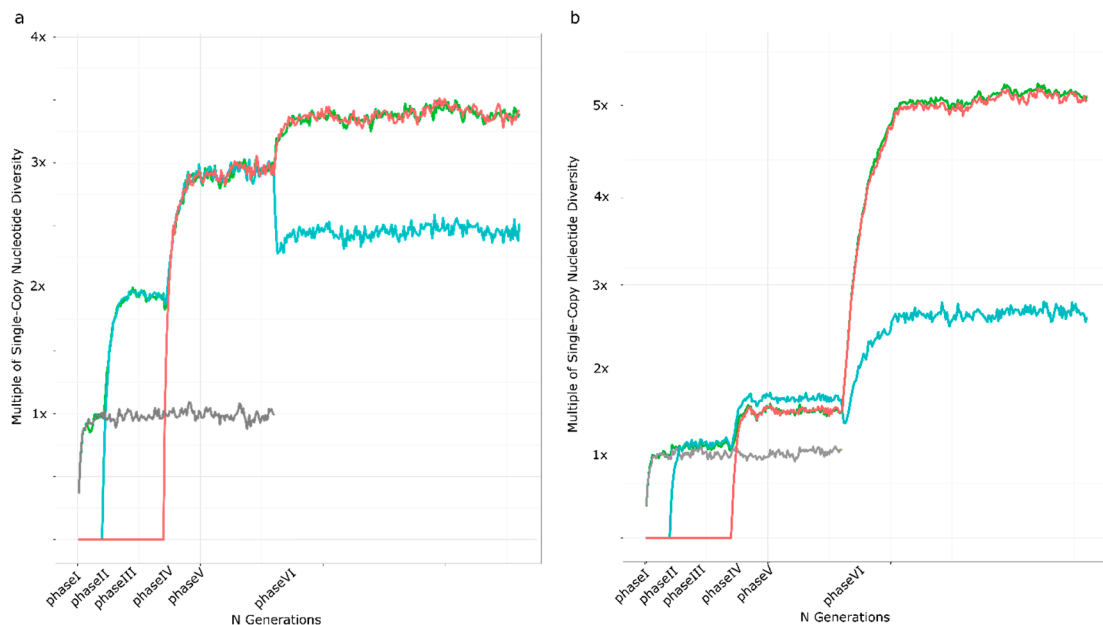 a
4x
3x
2x
1x
Multiple of Single-Copy Nucleotide Diversity
phaseI
phaseII
phaseIII
phaseIV
phaseV
phaseVI
N Generations
b
5x
4x
3x
2x
1x
Multiple of Single-Copy Nucleotide Diversity
phaseI
phaseII
phaseIII
phaseIV
phaseV
phaseVI
N Generations